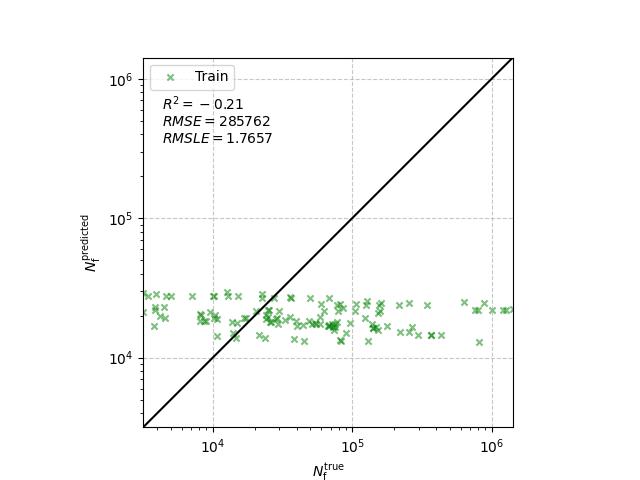 Train
R² = −0.21
RMSE = 285762
RMSLE = 1.7657
10⁶
10⁵
10⁴
N_f^predicted
10⁴ 10⁵ 10⁶
N_f^true